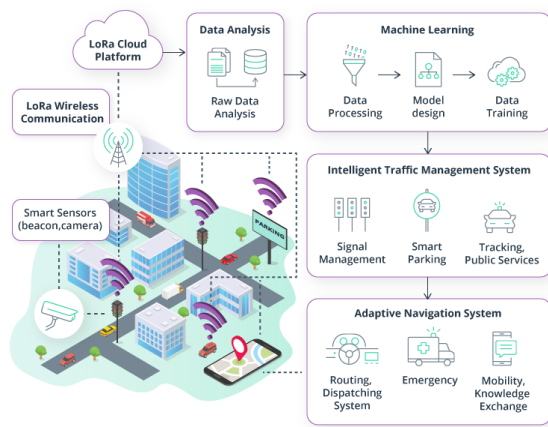 LoRa Cloud
Platform
Data Analysis
Raw Data
Analysis
Machine Learning
Data
Processing
Model
design
Data
Training
LoRa Wireless
Communication
Smart Sensors
(beacon,camera)
PARKING
Intelligent Traffic Management System
Signal
Management
Smart
Parking
Tracking,
Public Services
Adaptive Navigation System
Routing,
Dispatching
System
Emergency
Mobility,
Knowledge
Exchange